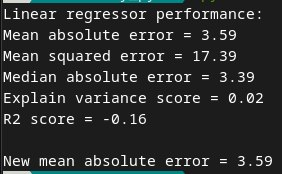 Linear regressor performance:
Mean absolute error = 3.59
Mean squared error = 17.39
Median absolute error = 3.39
Explain variance score = 0.02
R2 score = -0.16
New mean absolute error = 3.59